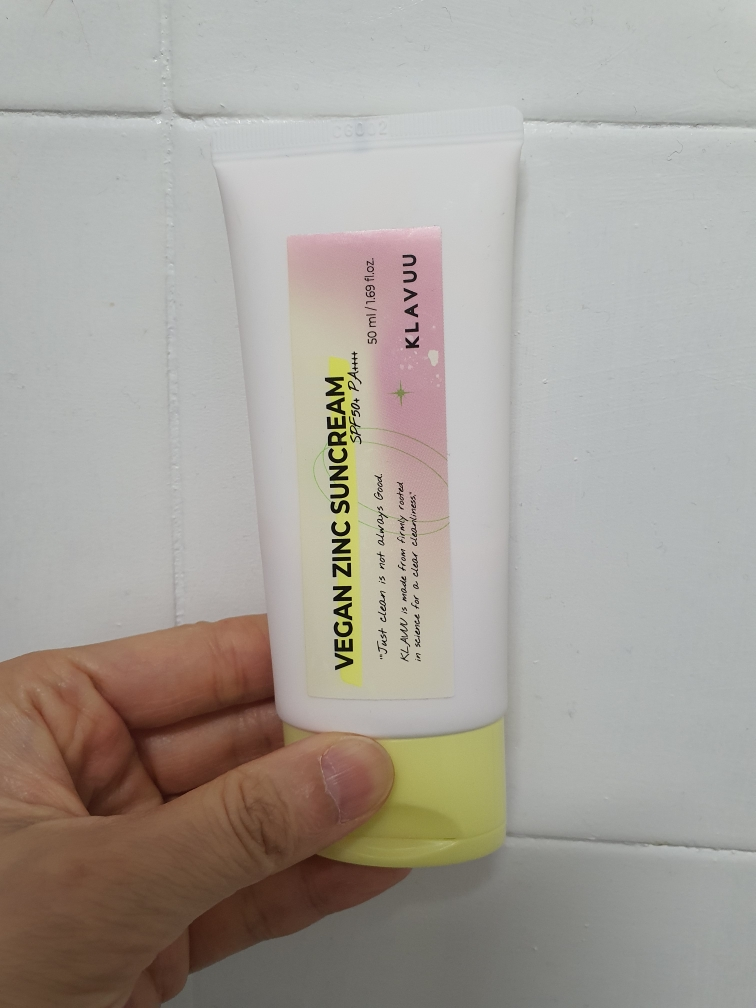 VEGAN ZINC SUNCREAM
SPF50+ PA++++
50 ml / 1.69 fl.oz.
"Just clean is not always Good.
KLAVUU is made from firmly rooted
in science for a clear cleanliness."
KLAVUU